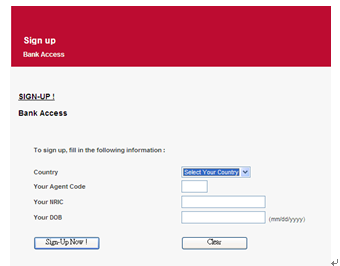 Sign up
Bank Access
SIGN-UP !
Bank Access
To sign up, fill in the following information :
Country Select Your Country
Your Agent Code
Your NRIC
Your DOB (mm/dd/yyyy)
Sign-Up Now ! Clear